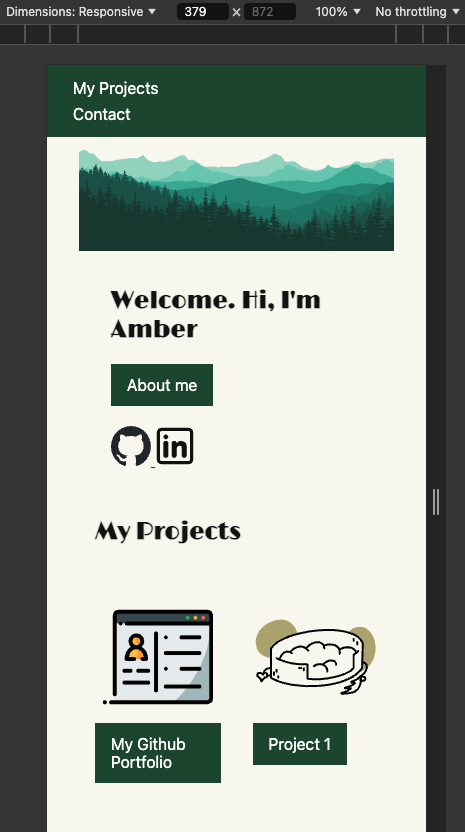 Dimensions: Responsive ▼ 379 × 872 100% ▼ No throttling ▼
My Projects
Contact
Welcome. Hi, I'm
Amber
About me
in
My Projects
My Github
Portfolio
Project 1